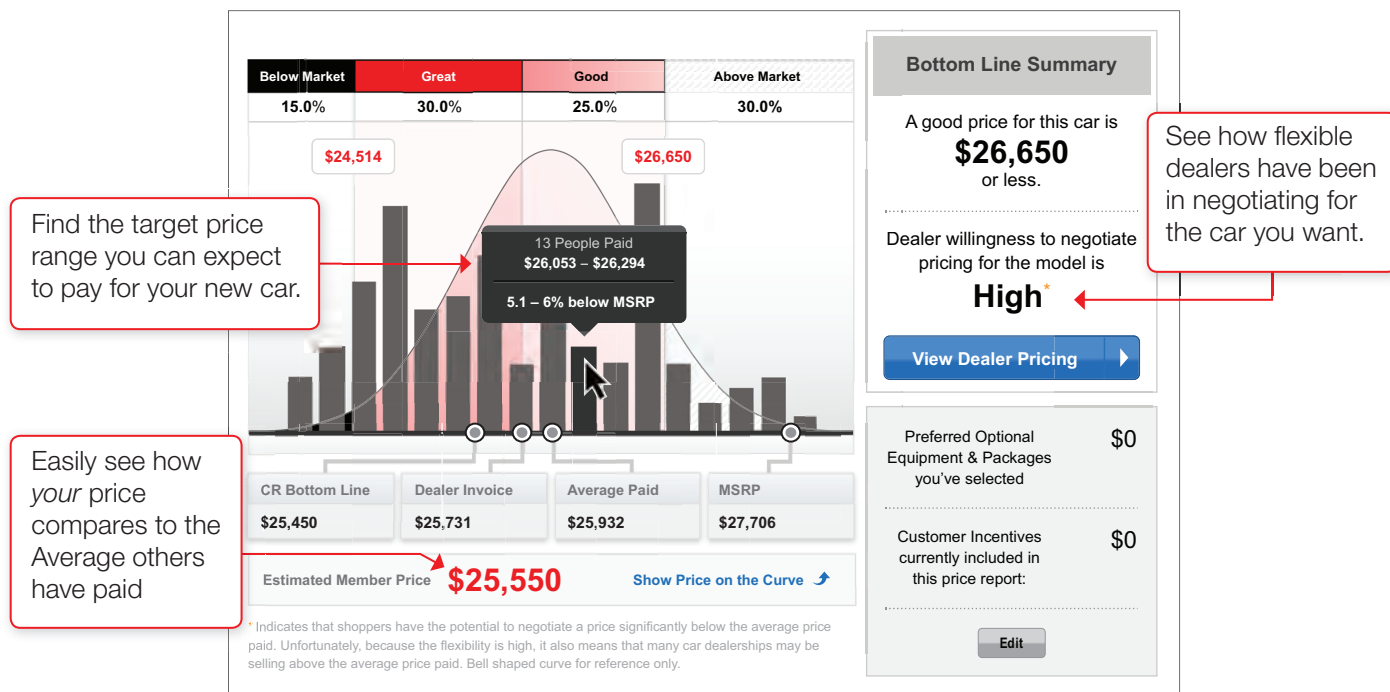 Below Market Great Good Above Market
15.0% 30.0% 25.0% 30.0%
$24,514
$26,650
13 People Paid
$26,053 – $26,294
5.1 – 6% below MSRP
Find the target price
range you can expect
to pay for your new car.
Easily see how
your price
compares to the
Average others
have paid
CR Bottom Line
$25,450
Dealer Invoice
$25,731
Average Paid
$25,932
MSRP
$27,706
Estimated Member Price $25,550 Show Price on the Curve
* Indicates that shoppers have the potential to negotiate a price significantly below the average price
paid. Unfortunately, because the flexibility is high, it also means that many car dealerships may be
selling above the average price paid. Bell shaped curve for reference only.
Bottom Line Summary
A good price for this car is
$26,650
or less.
Dealer willingness to negotiate
pricing for the model is
High*
View Dealer Pricing
See how flexible
dealers have been
in negotiating for
the car you want.
Preferred Optional $0
Equipment & Packages
you’ve selected
Customer Incentives $0
currently included in
this price report:
Edit